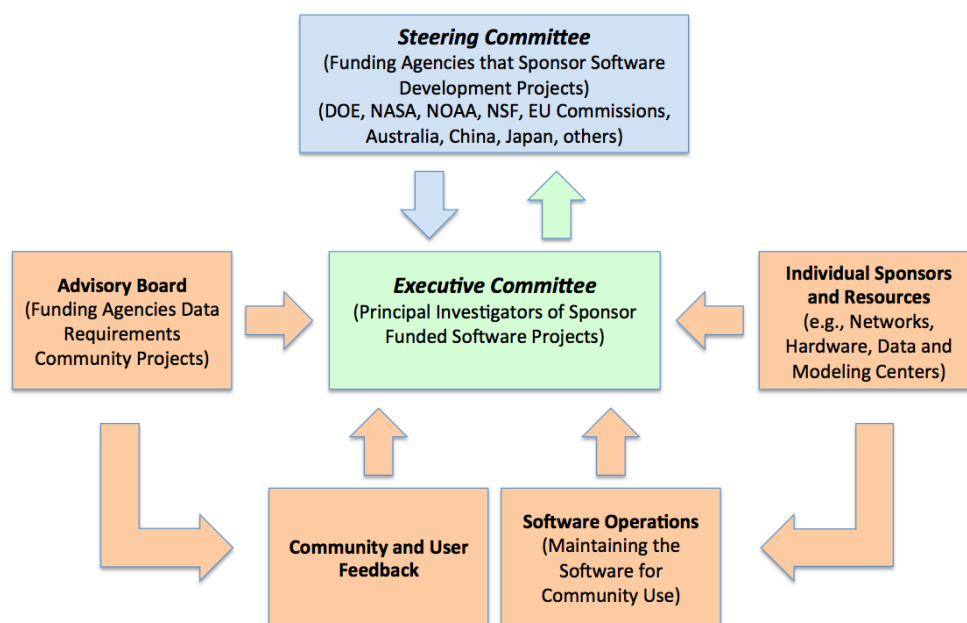 Steering Committee
(Funding Agencies that Sponsor Software
Development Projects)
(DOE, NASA, NOAA, NSF, EU Commissions,
Australia, China, Japan, others)
Advisory Board
(Funding Agencies Data
Requirements
Community Projects)
Executive Committee
(Principal Investigators of Sponsor
Funded Software Projects)
Individual Sponsors
and Resources
(e.g., Networks,
Hardware, Data and
Modeling Centers)
Community and User
Feedback
Software Operations
(Maintaining the
Software for
Community Use)